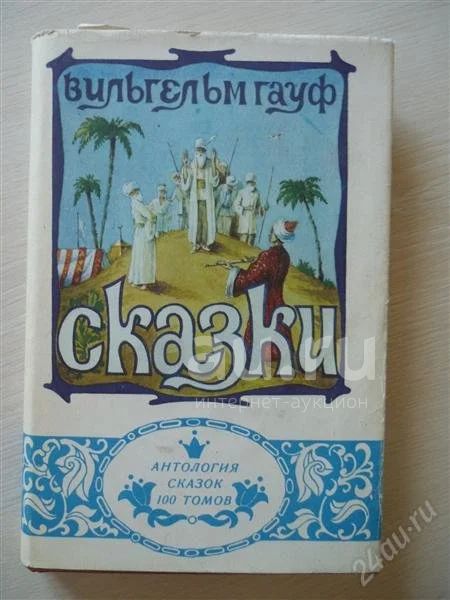 Вильгельм Гауф
Сказки
интернет-аукцион
АНТОЛОГИЯ
СКАЗОК
100 ТОМОВ
24au.ru